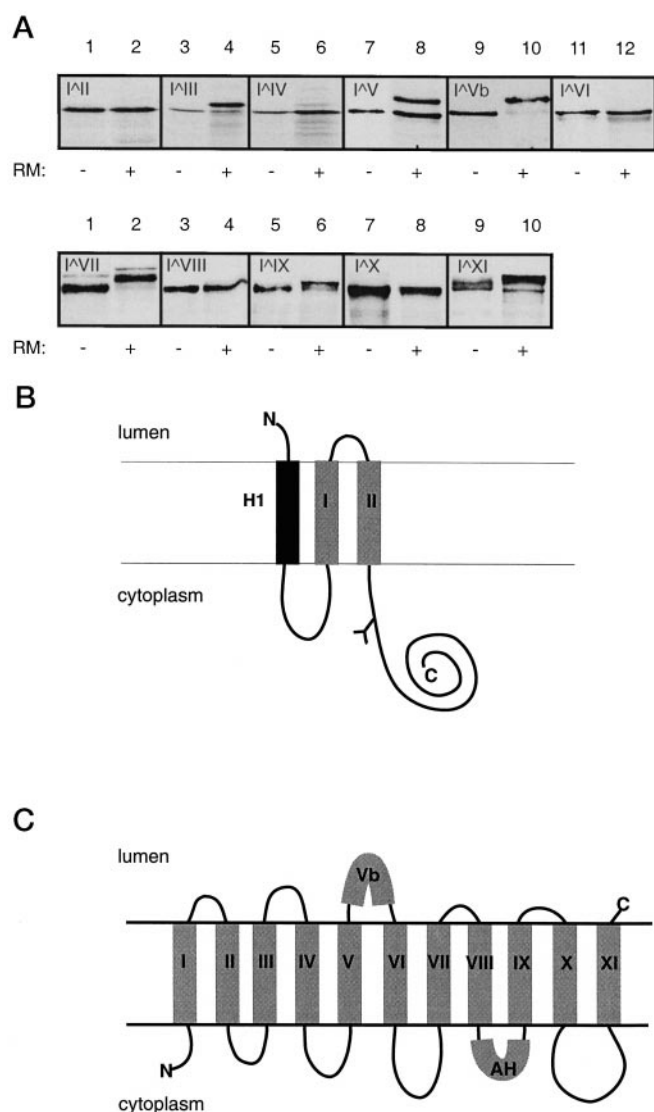 A
1 2 3 4 5 6 7 8 9 10 11 12
I^II I^III I^IV I^V I^Vb I^VI
RM: - + - + - + - + - + - +
1 2 3 4 5 6 7 8 9 10
I^VII I^VIII I^IX I^X I^XI
RM: - + - + - + - + - +
B
N
lumen
H1 I II
cytoplasm
C
C
lumen
Vb
C
I II III IV V VI VII VIII IX X XI
N
AH
cytoplasm